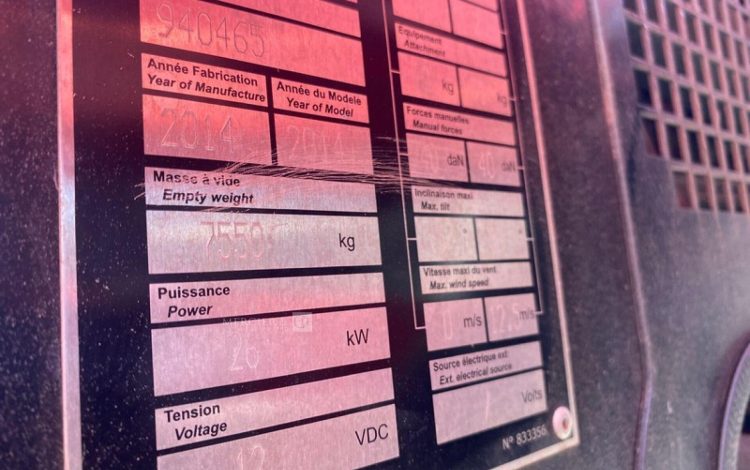 940465
Année Fabrication
Year of Manufacture
Année du Modele
Year of Model
2014
2014
Masse à vide
Empty weight
7550
kg
Puissance
Power
26
kW
Tension
Voltage
12
VDC
Equipement
Attachment
kg
kg
Forces manuelles
Manual forces
daN
40 daN
Inclinaison maxi
Max. tilt
Vitesse maxi du vent
Max. wind speed
0 m/s
12.5 m/s
Source électrique ext.
Ext. electrical source
/ Volts
N° 833356